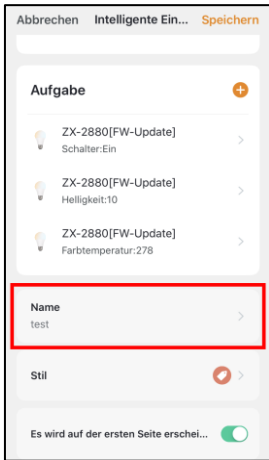 Abbrechen Intelligente Ein... Speichern
Aufgabe
ZX-2880[FW-Update]
Schalter:Ein
ZX-2880[FW-Update]
Helligkeit:10
ZX-2880[FW-Update]
Farbtemperatur:278
Name
test
Stil
Es wird auf der ersten Seite erschei...